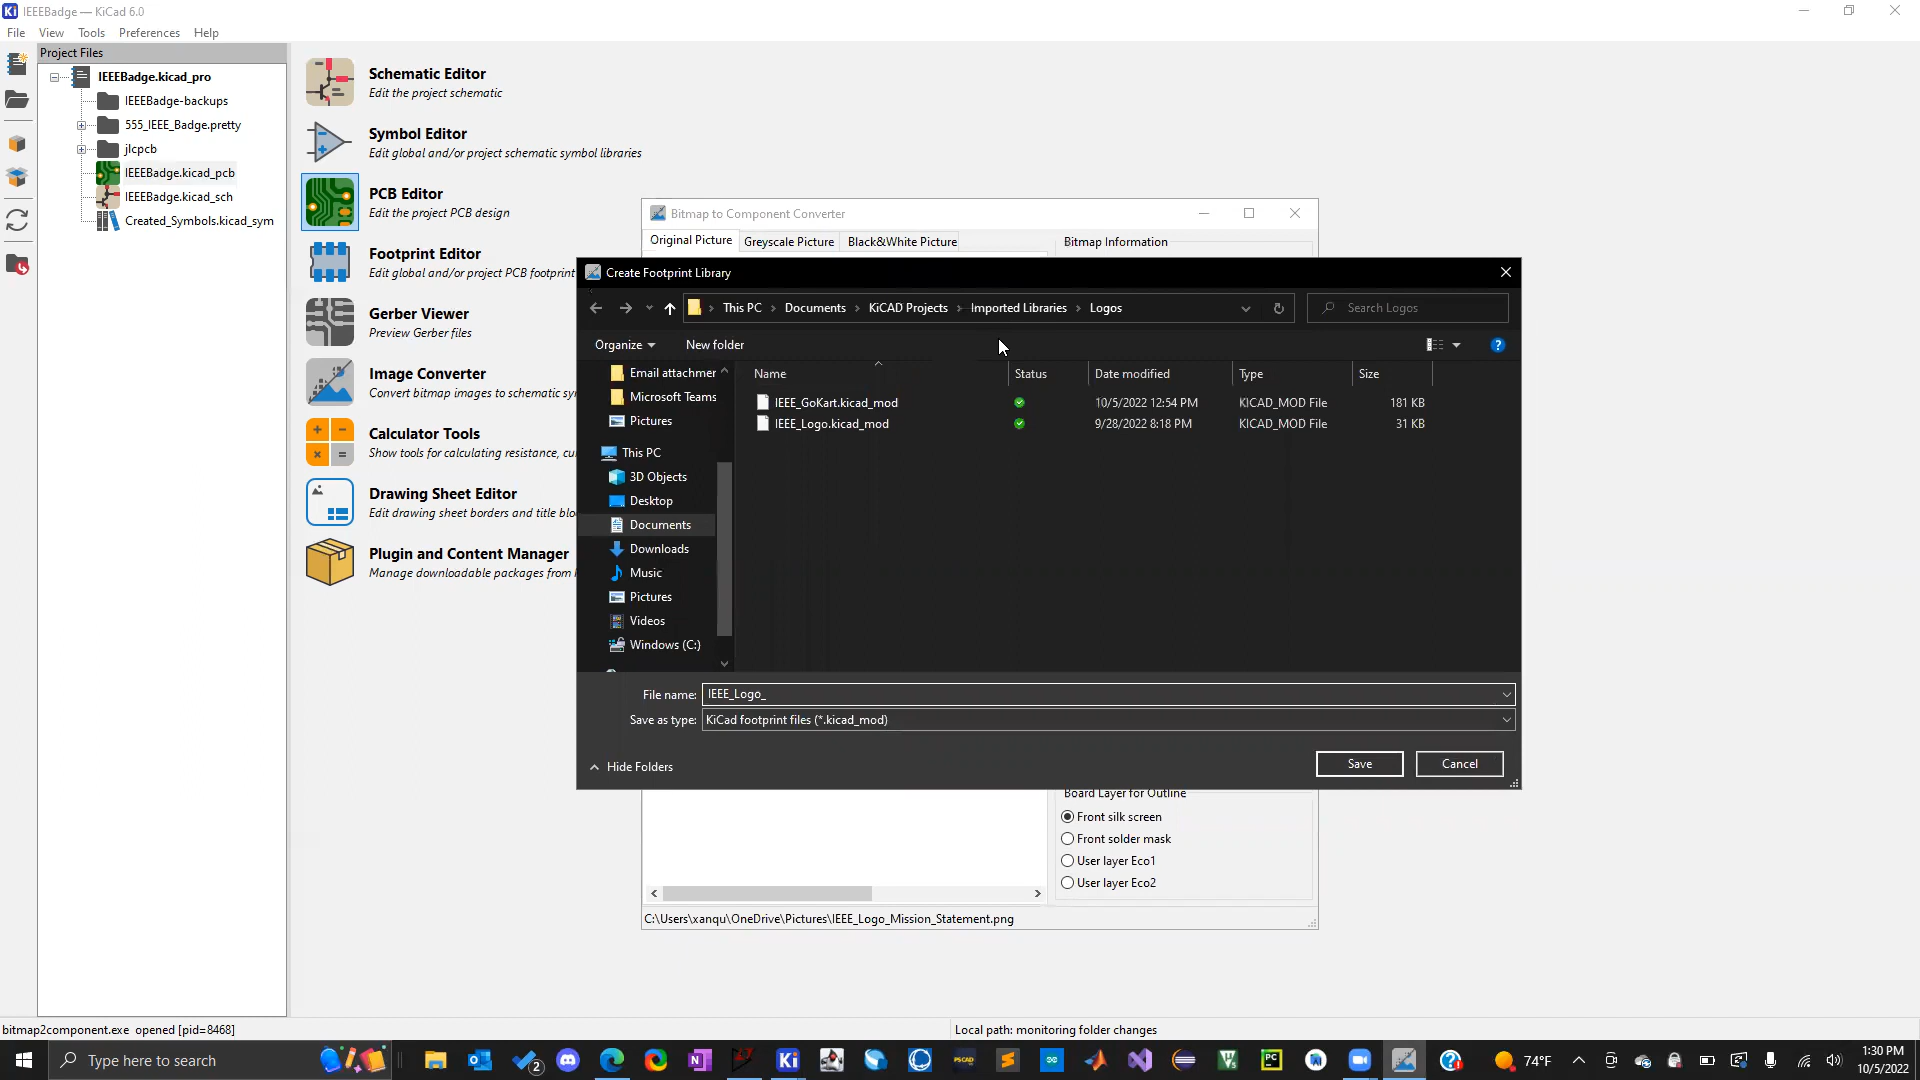 IEEEBadge — KiCad 6.0
File View Tools Preferences Help
Project Files
IEEEBadge.kicad_pro
IEEEBadge-backups
555_IEEE_Badge.pretty
jlcpcb
IEEEBadge.kicad_pcb
IEEEBadge.kicad_sch
Created_Symbols.kicad_sym
Schematic Editor
Edit the project schematic
Symbol Editor
Edit global and/or project schematic symbol libraries
PCB Editor
Edit the project PCB design
Footprint Editor
Edit global and/or project PCB footprint
Gerber Viewer
Preview Gerber files
Image Converter
Convert bitmap images to schematic sy
Calculator Tools
Show tools for calculating resistance, cu
Drawing Sheet Editor
Edit drawing sheet borders and title blo
Plugin and Content Manager
Manage downloadable packages from
Bitmap to Component Converter
Original Picture Greyscale Picture Black&White Picture Bitmap Information
Create Footprint Library
This PC Documents KiCAD Projects Imported Libraries Logos Search Logos
Organize New folder
Name Status Date modified Type Size
IEEE_GoKart.kicad_mod 10/5/2022 12:54 PM KICAD_MOD File 181 KB
IEEE_Logo.kicad_mod 9/28/2022 8:18 PM KICAD_MOD File 31 KB
Email attachmer
Microsoft Teams
Pictures
This PC
3D Objects
Desktop
Documents
Downloads
Music
Pictures
Videos
Windows (C:)
File name: IEEE_Logo_
Save as type: KiCad footprint files (*.kicad_mod)
Hide Folders Save Cancel
Board Layer for Outline
Front silk screen
Front solder mask
User layer Eco1
User layer Eco2
C:\Users\xanqu\OneDrive\Pictures\IEEE_Logo_Mission_Statement.png
bitmap2component.exe opened [pid=8468] Local path: monitoring folder changes
Type here to search 2 Ki PSCAD PC 74°F 1:30 PM
10/5/2022